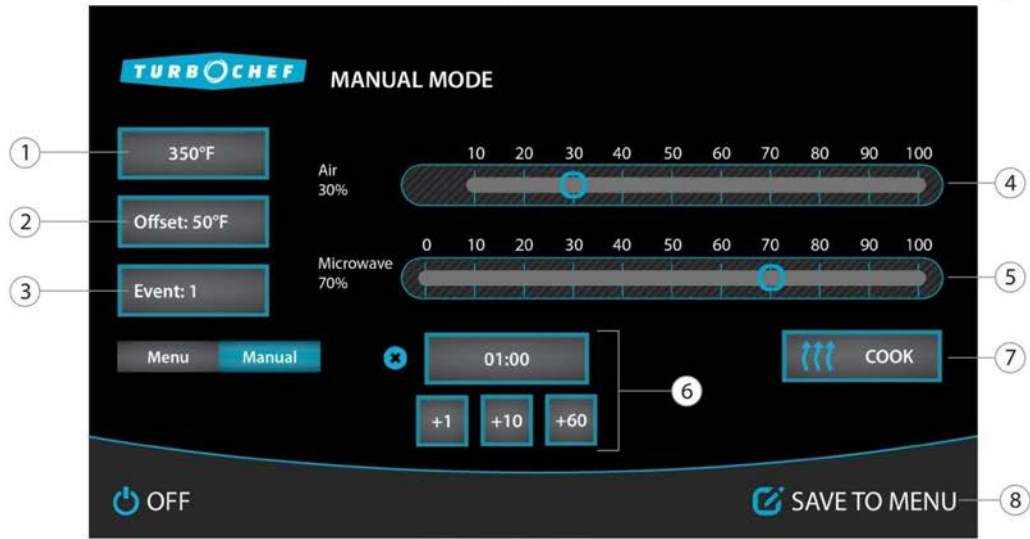 TURBOCHEF
MANUAL MODE
1
350°F
2
Offset: 50°F
3
Event: 1
Menu Manual
Air
30%
10 20 30 40 50 60 70 80 90 100
4
Microwave
70%
0 10 20 30 40 50 60 70 80 90 100
5
01:00
+1 +10 +60
6
COOK
7
OFF
SAVE TO MENU
8